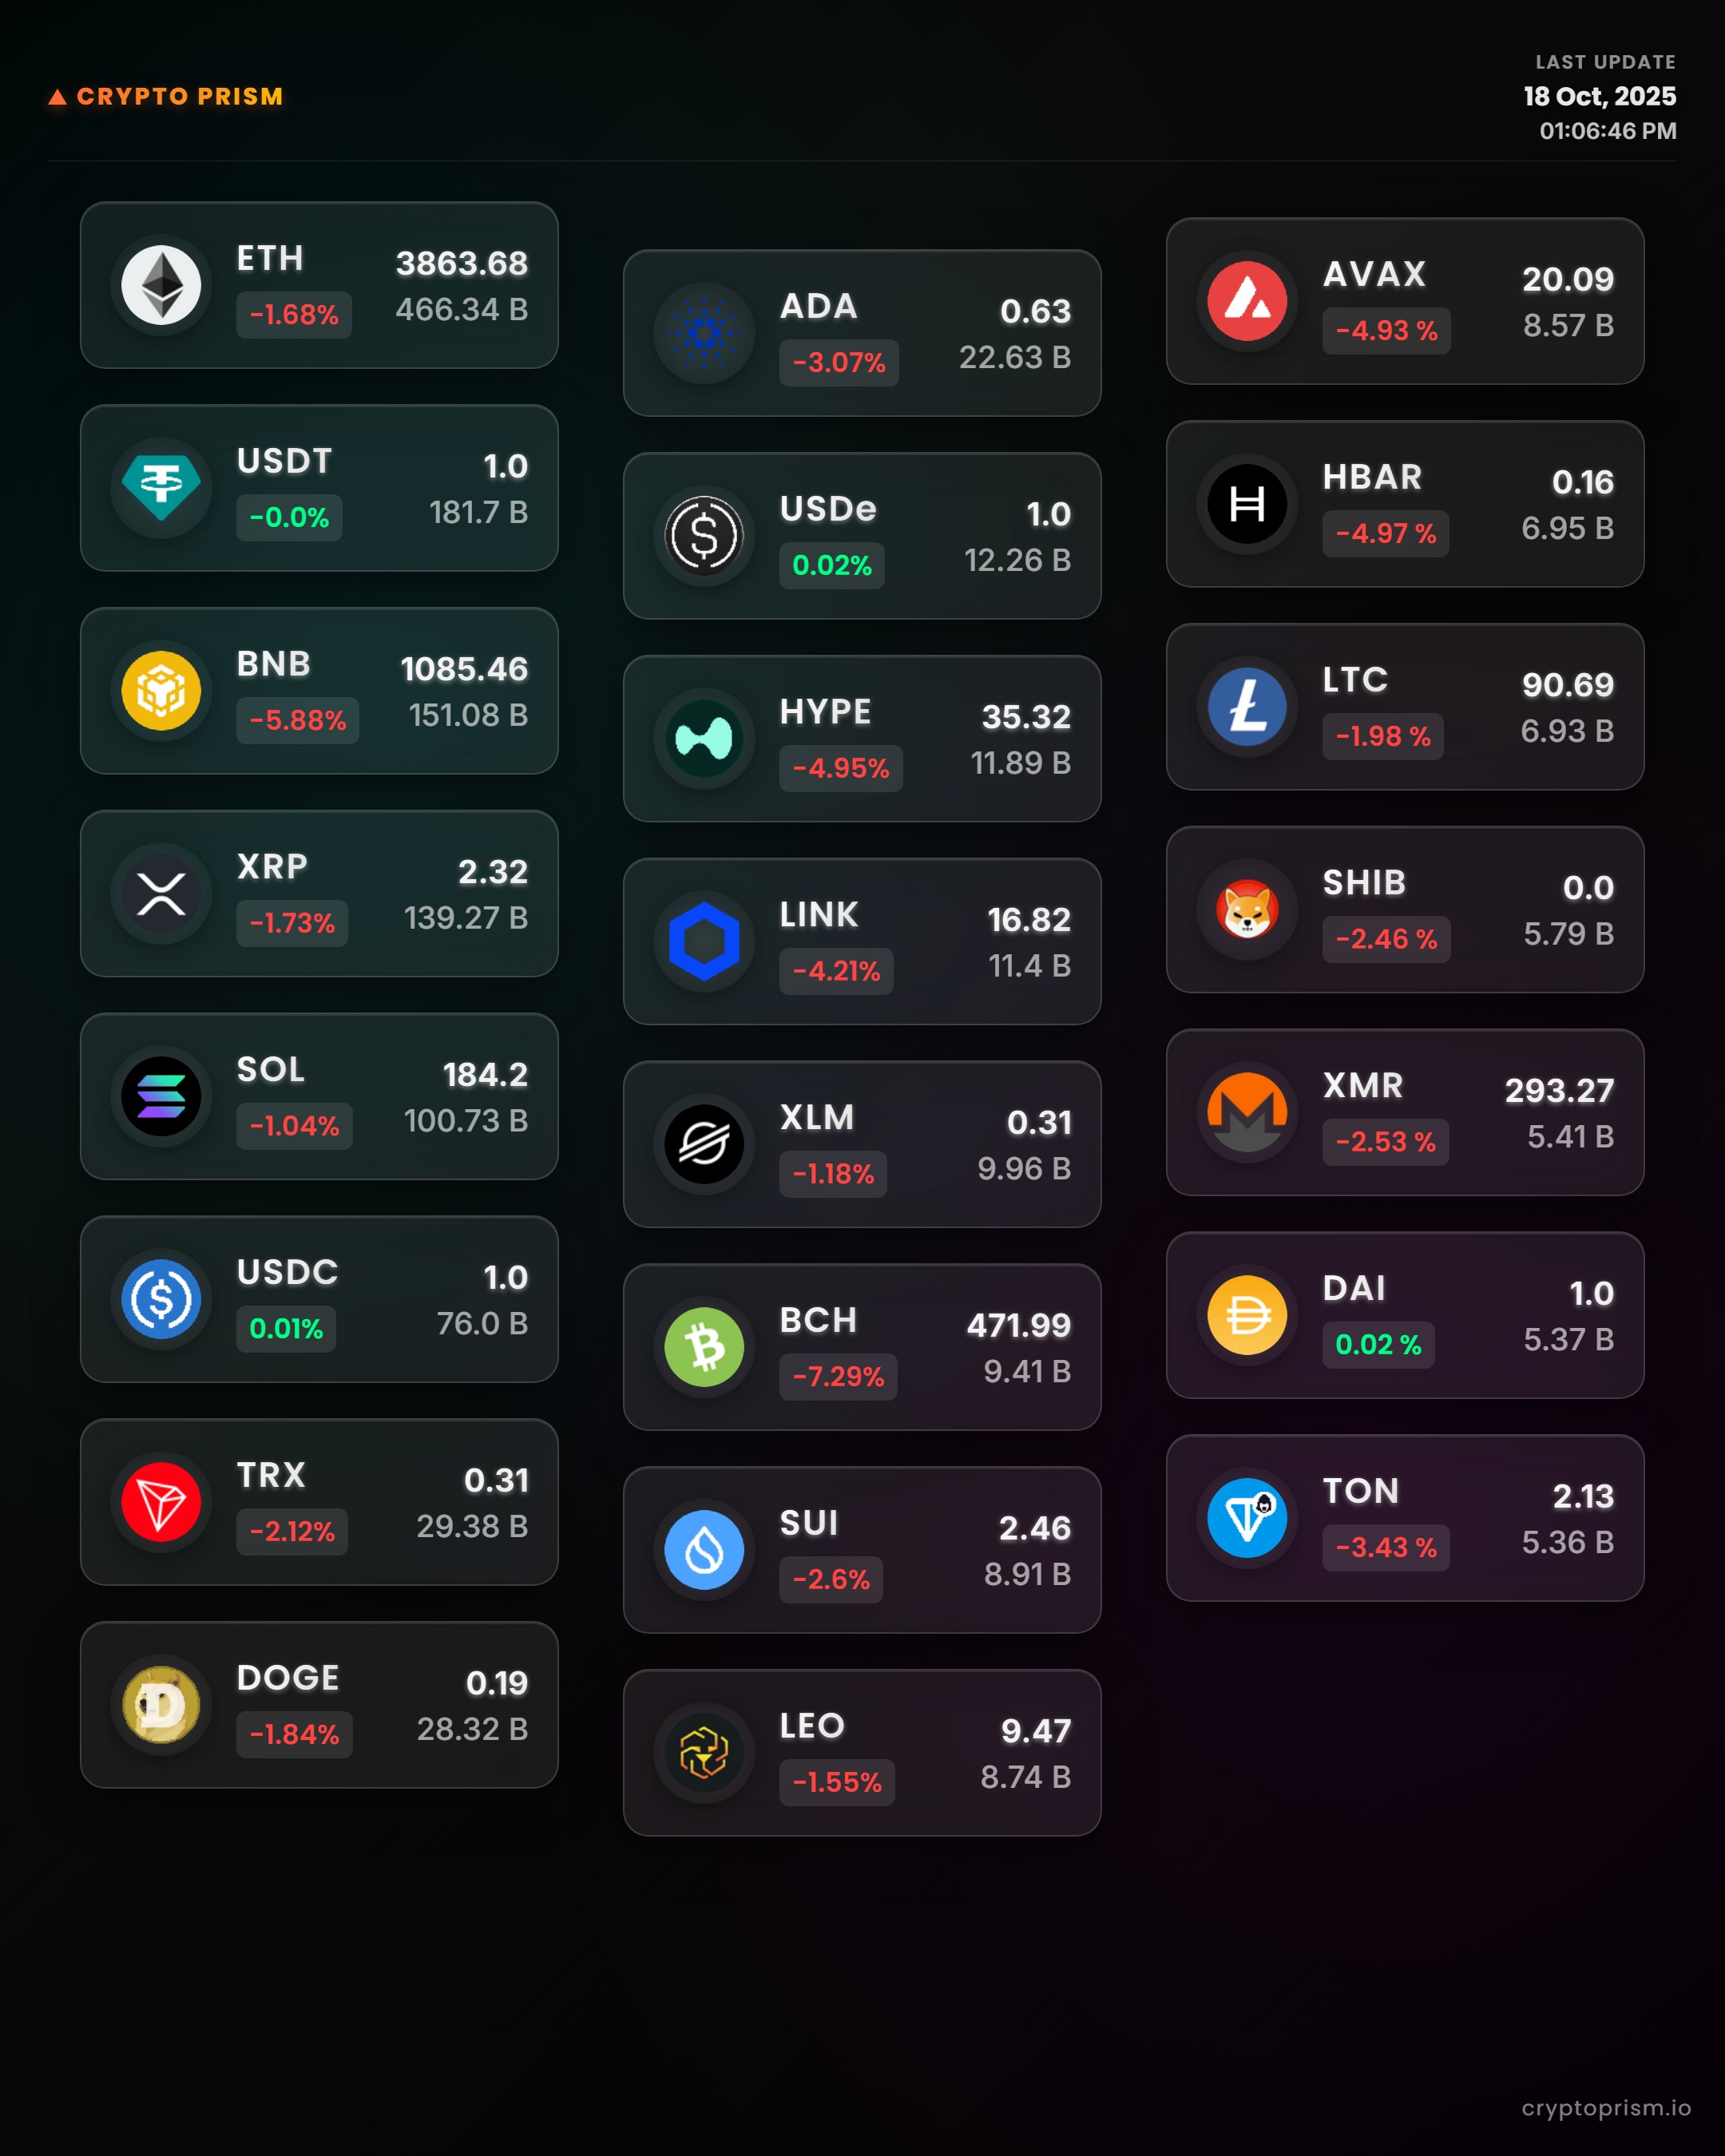 CRYPTO PRISM
LAST UPDATE
18 Oct, 2025
01:06:46 PM
ETH 3863.68
-1.68% 466.34 B
USDT 1.0
-0.0% 181.7 B
BNB 1085.46
-5.88% 151.08 B
XRP 2.32
-1.73% 139.27 B
SOL 184.2
-1.04% 100.73 B
USDC 1.0
0.01% 76.0 B
TRX 0.31
-2.12% 29.38 B
DOGE 0.19
-1.84% 28.32 B
ADA 0.63
-3.07% 22.63 B
USDe 1.0
0.02% 12.26 B
HYPE 35.32
-4.95% 11.89 B
LINK 16.82
-4.21% 11.4 B
XLM 0.31
-1.18% 9.96 B
BCH 471.99
-7.29% 9.41 B
SUI 2.46
-2.6% 8.91 B
LEO 9.47
-1.55% 8.74 B
AVAX 20.09
-4.93 % 8.57 B
HBAR 0.16
-4.97 % 6.95 B
LTC 90.69
-1.98 % 6.93 B
SHIB 0.0
-2.46 % 5.79 B
XMR 293.27
-2.53 % 5.41 B
DAI 1.0
0.02 % 5.37 B
TON 2.13
-3.43 % 5.36 B
cryptoprism.io